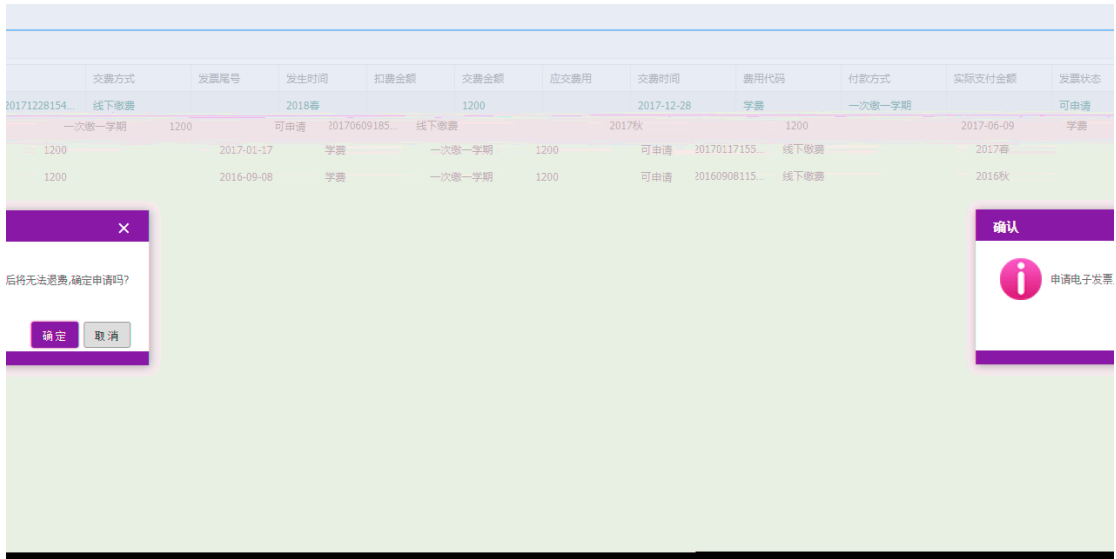 交费方式 发票尾号 发生时间 扣费金额 交费金额 应交费用 交费时间 费用代码 付款方式 实际支付金额 发票状态
20171228154... 线下缴费 2018春 1200 2017-12-28 学费 一次缴一学期 可申请
一次缴一学期 1200 可申请 20170609185... 线下缴费 2017秋 1200 2017-06-09 学费
1200 2017-01-17 学费 一次缴一学期 1200 可申请 20170117155... 线下缴费 2017春
1200 2016-09-08 学费 一次缴一学期 1200 可申请 20160908115... 线下缴费 2016秋
确认
后将无法退费,确定申请吗?
申请电子发票
确定 取消